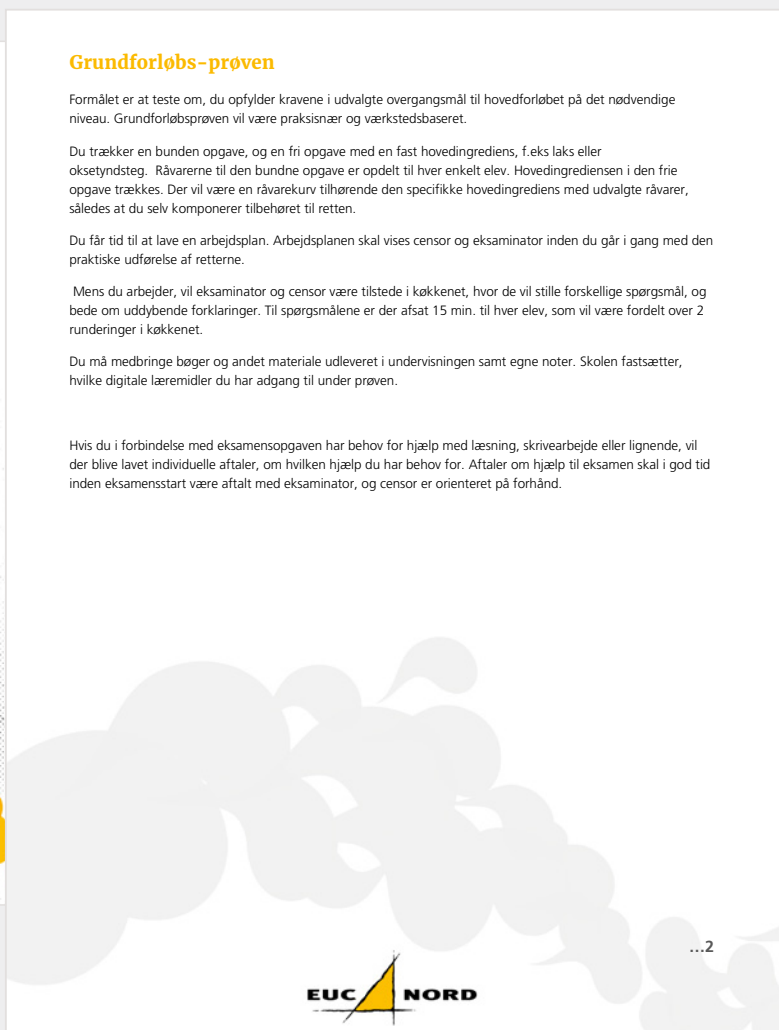 Grundforløbs-prøven
Formålet er at teste om, du opfylder kravene i udvalgte overgangsmål til hovedforløbet på det nødvendige
niveau. Grundforløbsprøven vil være praksisnær og værkstedsbaseret.
Du trækker en bunden opgave, og en fri opgave med en fast hovedingrediens, f.eks laks eller
oksetyndsteg.  Råvarerne til den bundne opgave er opdelt til hver enkelt elev. Hovedingrediensen i den frie
opgave trækkes. Der vil være en råvarekurv tilhørende den specifikke hovedingrediens med udvalgte råvarer,
således at du selv komponerer tilbehøret til retten.
Du får tid til at lave en arbejdsplan. Arbejdsplanen skal vises censor og eksaminator inden du går i gang med den
praktiske udførelse af retterne.
Mens du arbejder, vil eksaminator og censor være tilstede i køkkenet, hvor de vil stille forskellige spørgsmål, og
bede om uddybende forklaringer. Til spørgsmålene er der afsat 15 min. til hver elev, som vil være fordelt over 2
runderinger i køkkenet.
Du må medbringe bøger og andet materiale udleveret i undervisningen samt egne noter. Skolen fastsætter,
hvilke digitale læremidler du har adgang til under prøven.
Hvis du i forbindelse med eksamensopgaven har behov for hjælp med læsning, skrivearbejde eller lignende, vil
der blive lavet individuelle aftaler, om hvilken hjælp du har behov for. Aftaler om hjælp til eksamen skal i god tid
inden eksamensstart være aftalt med eksaminator, og censor er orienteret på forhånd.
...2
EUC NORD